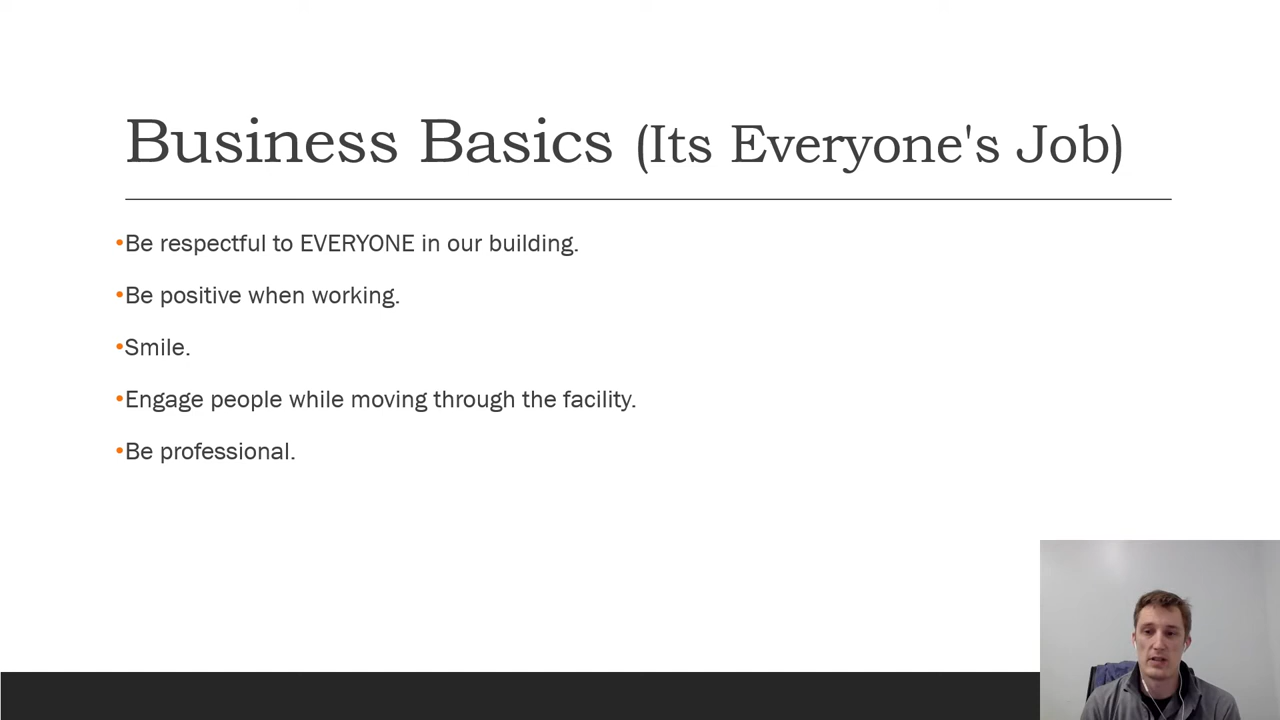 Business Basics (Its Everyone's Job)
•Be respectful to EVERYONE in our building.
•Be positive when working.
•Smile.
•Engage people while moving through the facility.
•Be professional.